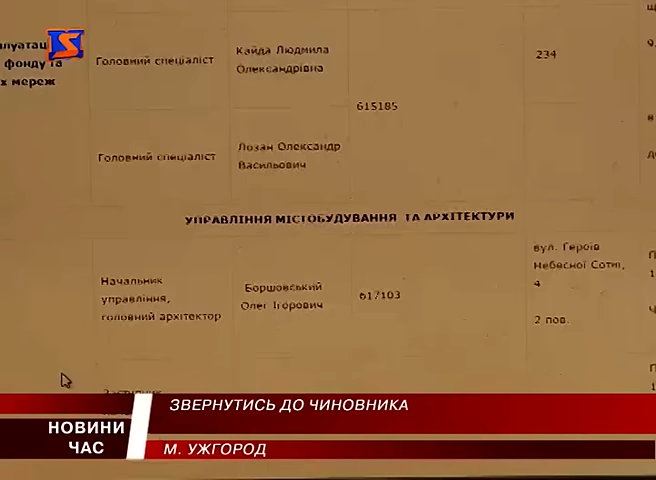 плуатац
фонду та
х мереж
Головний спеціаліст
Кайда Людмила
Олександрівна
615185
234
Головний спеціаліст
Лозан Олександр
Васильович
УПРАВЛІННЯ МІСТОБУДУВАННЯ ТА АРХІТЕКТУРИ
Начальник
управління,
головний архітектор
Боршовський
Олег Ігорович
617103
вул. Героїв
Небесної Сотні,
4
2 пов.
ЗВЕРНУТИСЬ ДО ЧИНОВНИКА
НОВИНИ
ЧАС
М. УЖГОРОД